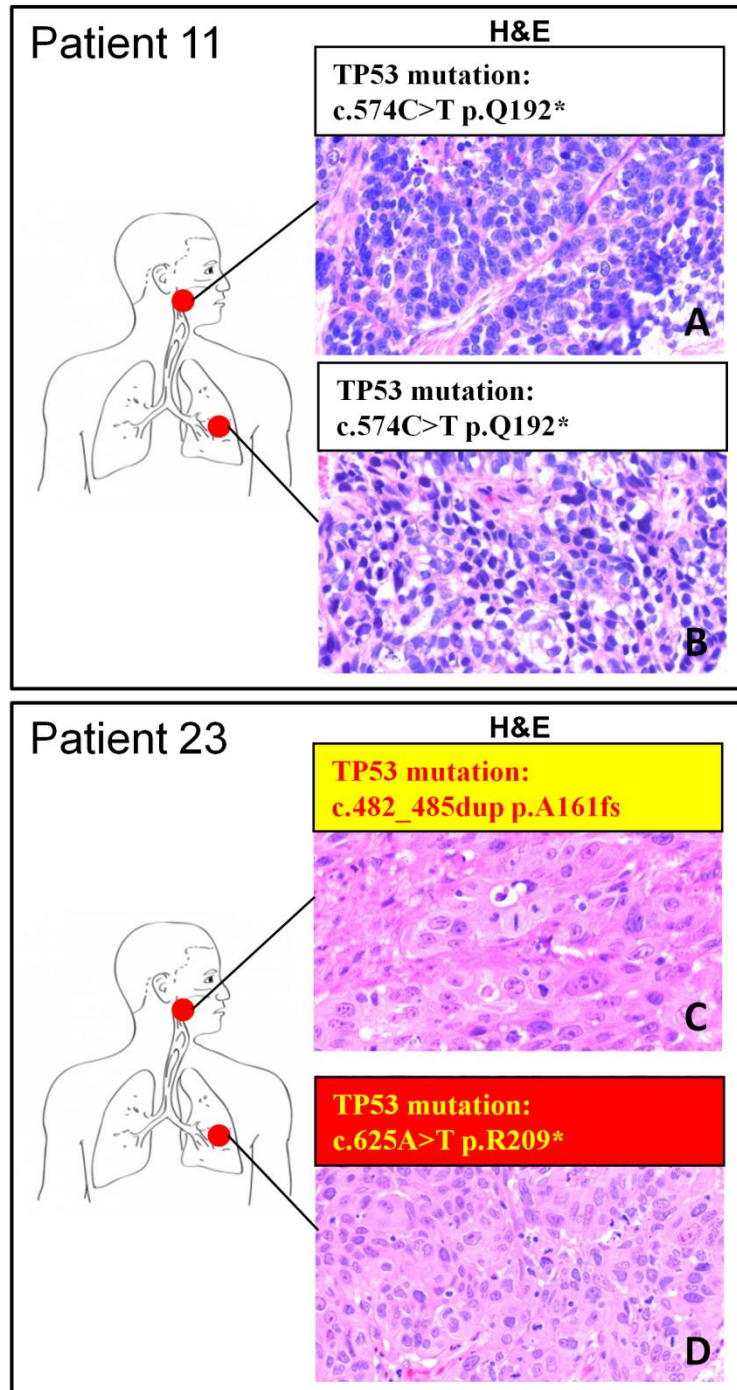 Patient 11
H&E
TP53 mutation:
c.574C>T p.Q192*
A
TP53 mutation:
c.574C>T p.Q192*
B
Patient 23
H&E
TP53 mutation:
c.482_485dup p.A161fs
C
TP53 mutation:
c.625A>T p.R209*
D